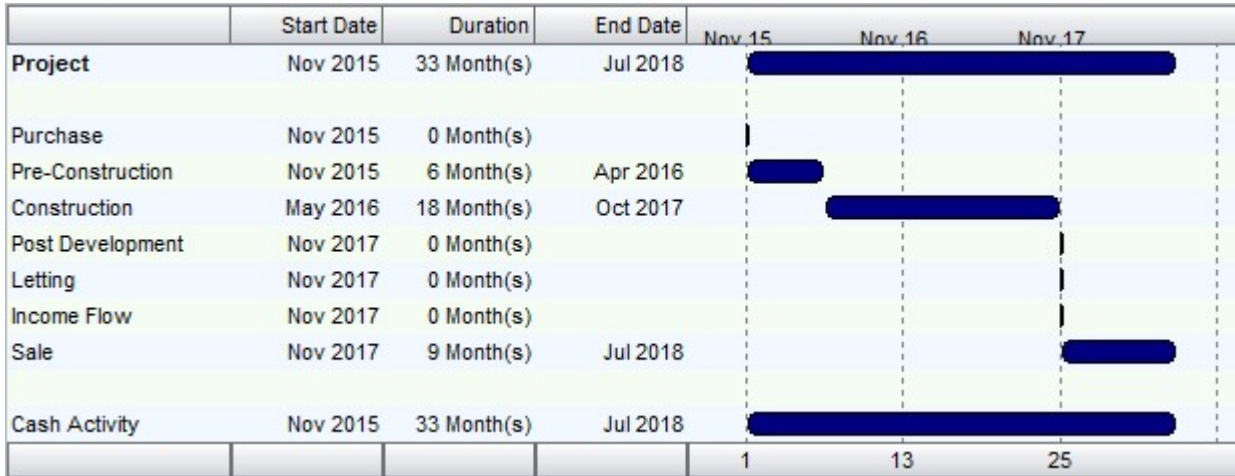 Start Date Duration End Date Nov 15 Nov 16 Nov 17
Project Nov 2015 33 Month(s) Jul 2018
Purchase Nov 2015 0 Month(s)
Pre-Construction Nov 2015 6 Month(s) Apr 2016
Construction May 2016 18 Month(s) Oct 2017
Post Development Nov 2017 0 Month(s)
Letting Nov 2017 0 Month(s)
Income Flow Nov 2017 0 Month(s)
Sale Nov 2017 9 Month(s) Jul 2018
Cash Activity Nov 2015 33 Month(s) Jul 2018
1 13 25